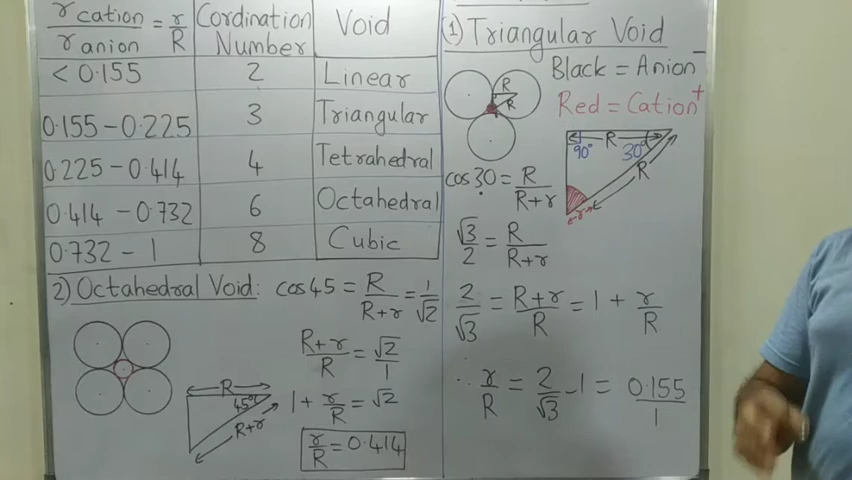 r cation / r anion = r/R | Cordination Number | Void
< 0.155 | 2 | Linear
0.155 - 0.225 | 3 | Triangular
0.225 - 0.414 | 4 | Tetrahedral
0.414 - 0.732 | 6 | Octahedral
0.732 - 1 | 8 | Cubic
2) Octahedral Void: cos45 = R/(R+r) = 1/√2
(R+r)/R = √2/1
R
45°
R+r
1 + r/R = √2
r/R = 0.414
(1) Triangular Void
Black = Anion⁻
Red = Cation⁺
R
R
90° R 30°
R
r
cos30 = R/(R+r)
√3/2 = R/(R+r)
2/√3 = (R+r)/R = 1 + r/R
∴ r/R = 2/√3 - 1 = 0.155/1